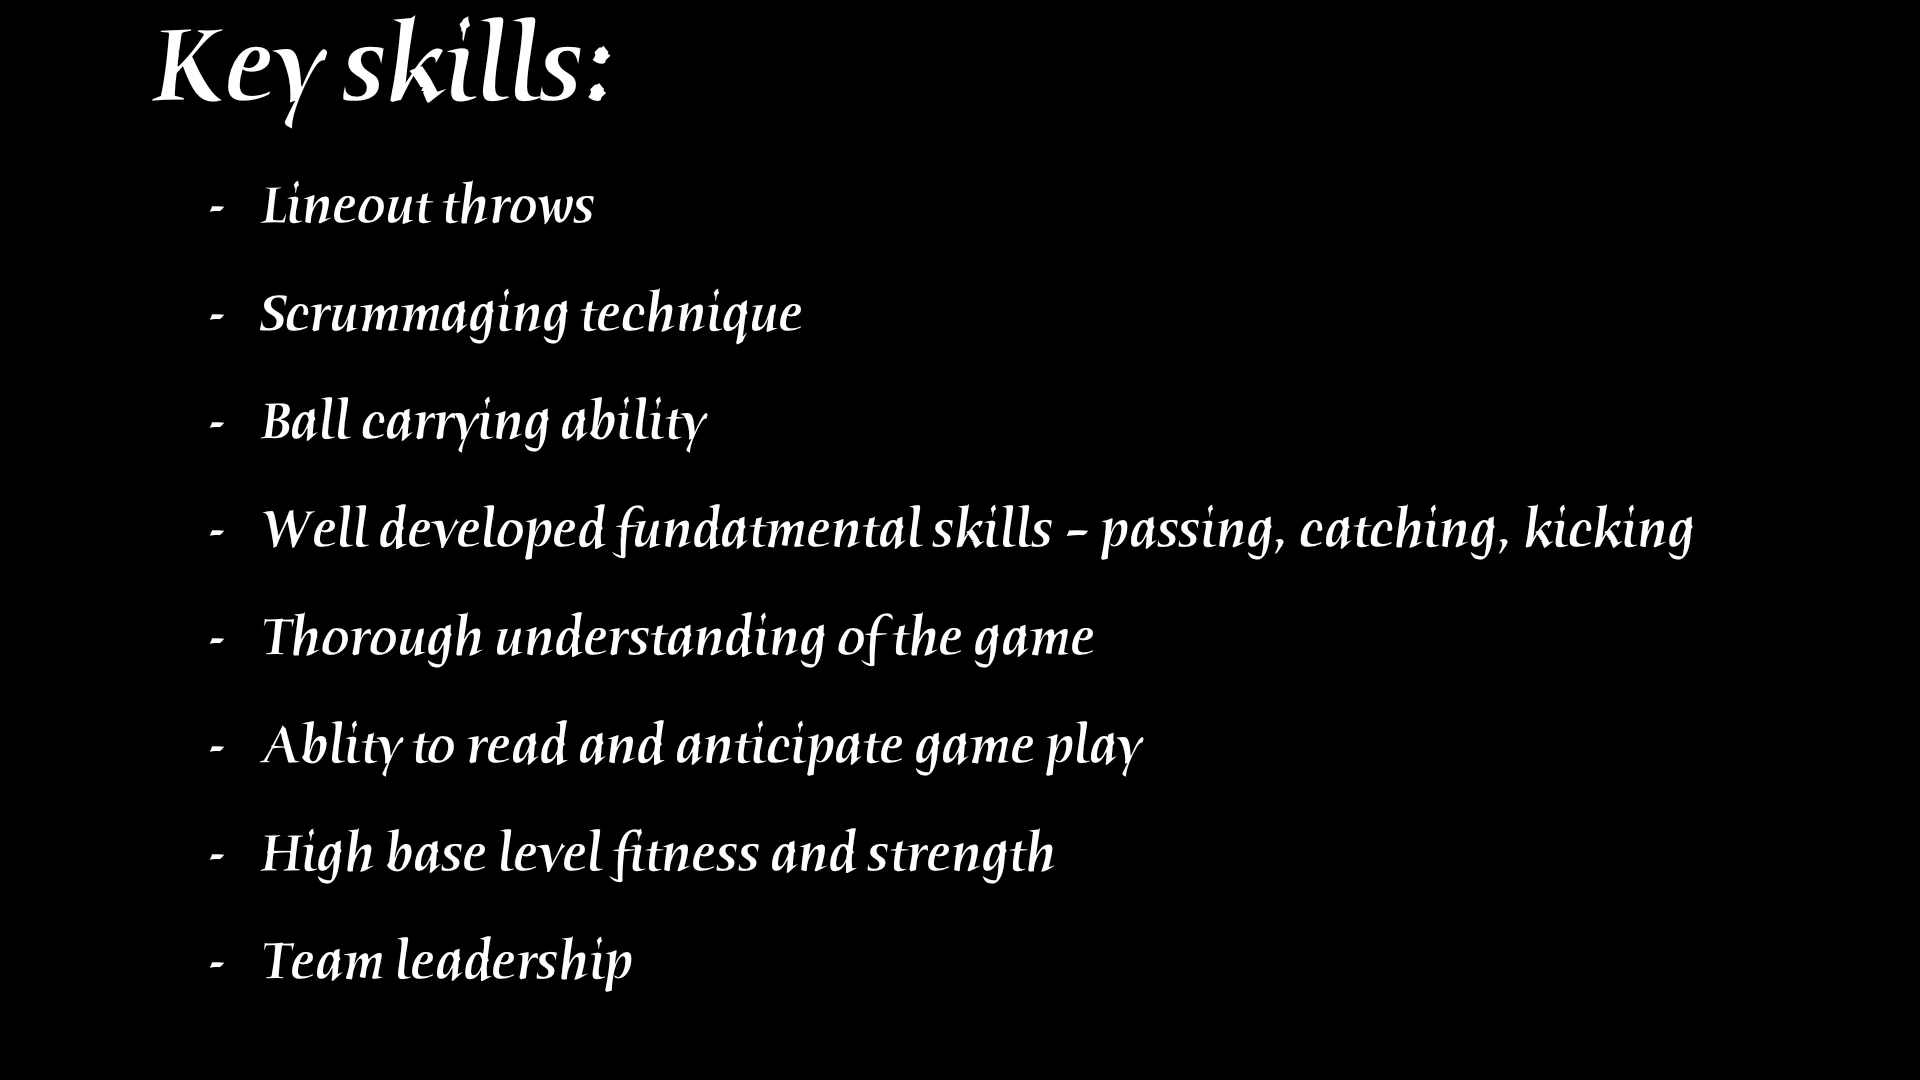 Key skills:
- Lineout throws
- Scrummaging technique
- Ball carrying ability
- Well developed fundatmental skills – passing, catching, kicking
- Thorough understanding of the game
- Ablity to read and anticipate game play
- High base level fitness and strength
- Team leadership